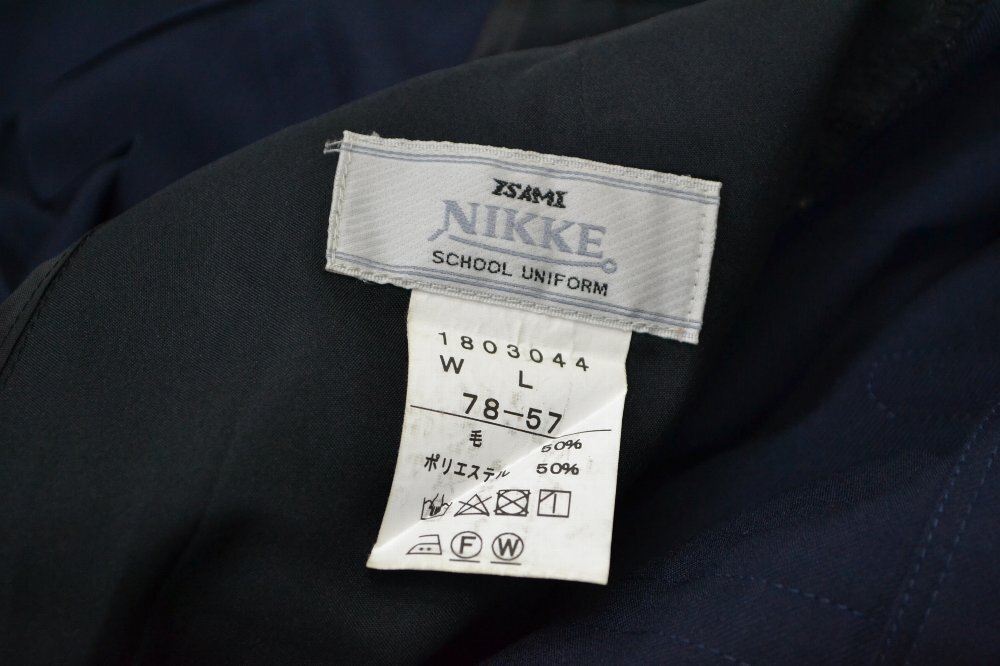 ISAMI
NIKKE
SCHOOL UNIFORM
1803044
W L
78-57
毛 50%
ポリエステル 50%
F W